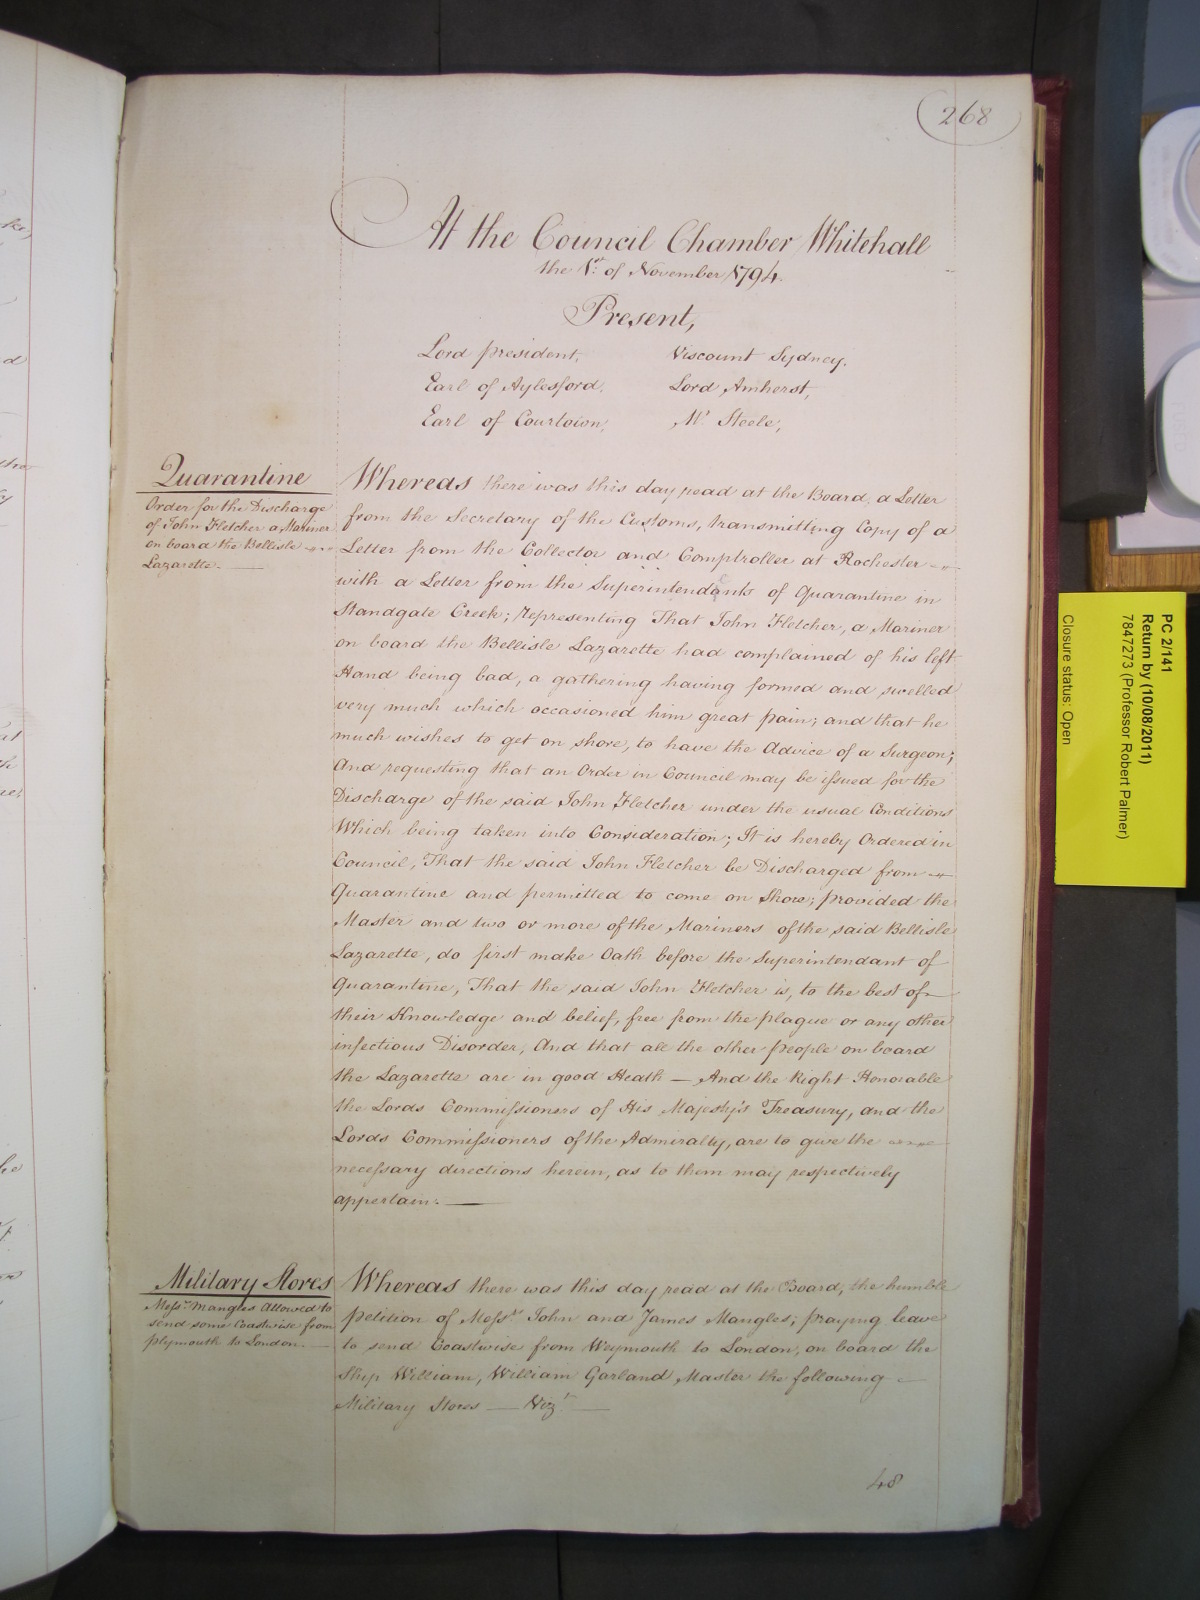 268
At the Council Chamber Whitehall
the 1st. of November 1794.
Present,
Lord president, Viscount Sydney.
Earl of Aylesford, Lord Amherst,
Earl of Courtown, Mr Steele,
Quarantine
Order for the Discharge
of John Fletcher a Mariner
on board the Bellisle
Lazarette. —
Whereas there was this day read at the Board, a Letter
from the Secretary of the Customs, transmitting Copy of a
Letter from the Collector and Comptroller at Rochester
with a Letter from the Superintendants of Quarantine in
Standgate Creek; representing That John Fletcher, a Mariner
on board the Bellisle Lazarette had complained of his left
Hand being bad, a gathering having formed and swelled
very much which occasioned him great pain; and that he
much wishes to get on shore, to have the Advice of a Surgeon;
And requesting that an Order in Council may be issued for the
Discharge of the said John Fletcher under the usual Conditions
Which being taken into Consideration; It is hereby Ordered in
Council, That the said John Fletcher be Discharged from
Quarantine and permitted to come on Shore; provided the
Master and two or more of the Mariners of the said Bellisle
Lazarette, do first make Oath before the Superintendant of
Quarantine, That the said John Fletcher is, to the best of
their Knowledge and belief, free from the plague or any other
infectious Disorder, And that all the other people on board
the Lazarette are in good Heath — And the Right Honorable
the Lords Commissioners of His Majesty's Treasury, and the
Lords Commissioners of the Admiralty, are to give the
necessary directions herein, as to them may respectively
appertain. —
Military Stores
Messrs. Mangles allowed to
send some Coastwise from
plymouth to London. —
Whereas there was this day read at the Board, the humble
petition of Messrs John and James Mangles; praying leave
to send Coastwise from Weymouth to London, on board the
Ship William, William Garland Master the following
Military Stores — Vizt. —
48
PC 2/141
Return by (10/08/2011)
7847273 (Professor Robert Palmer)
Closure status: Open